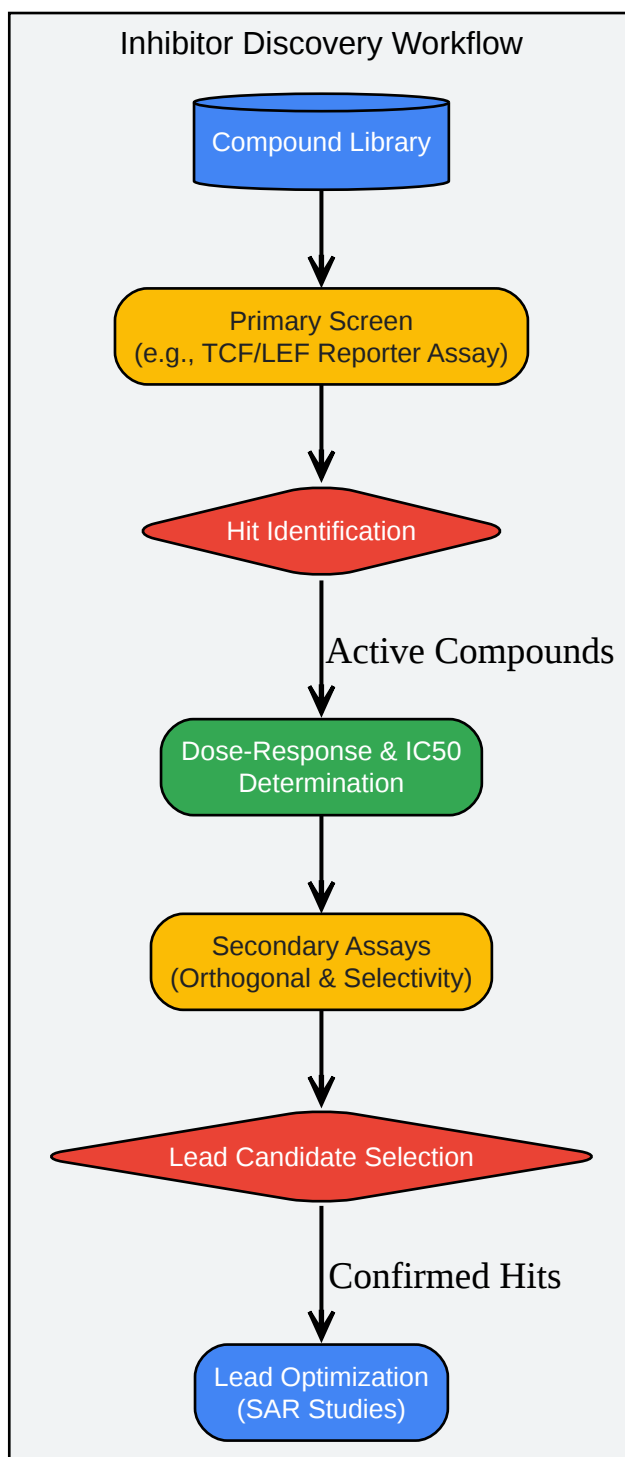 Inhibitor Discovery Workflow
Compound Library
Primary Screen
(e.g., TCF/LEF Reporter Assay)
Hit Identification
Active Compounds
Dose-Response & IC50
Determination
Secondary Assays
(Orthogonal & Selectivity)
Lead Candidate Selection
Confirmed Hits
Lead Optimization
(SAR Studies)